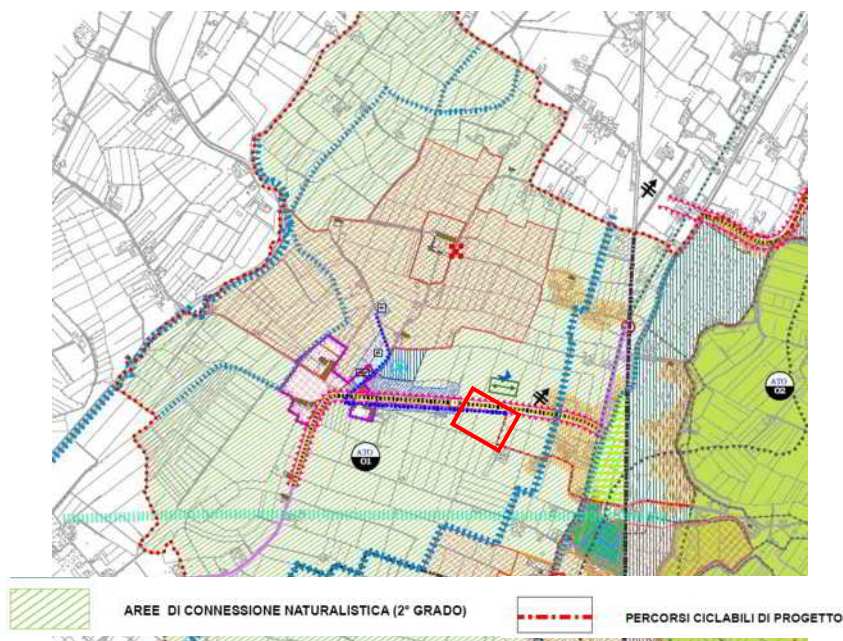 ATO
02
ATO
01
AREE DI CONNESSIONE NATURALISTICA (2° GRADO)
PERCORSI CICLABILI DI PROGETTO